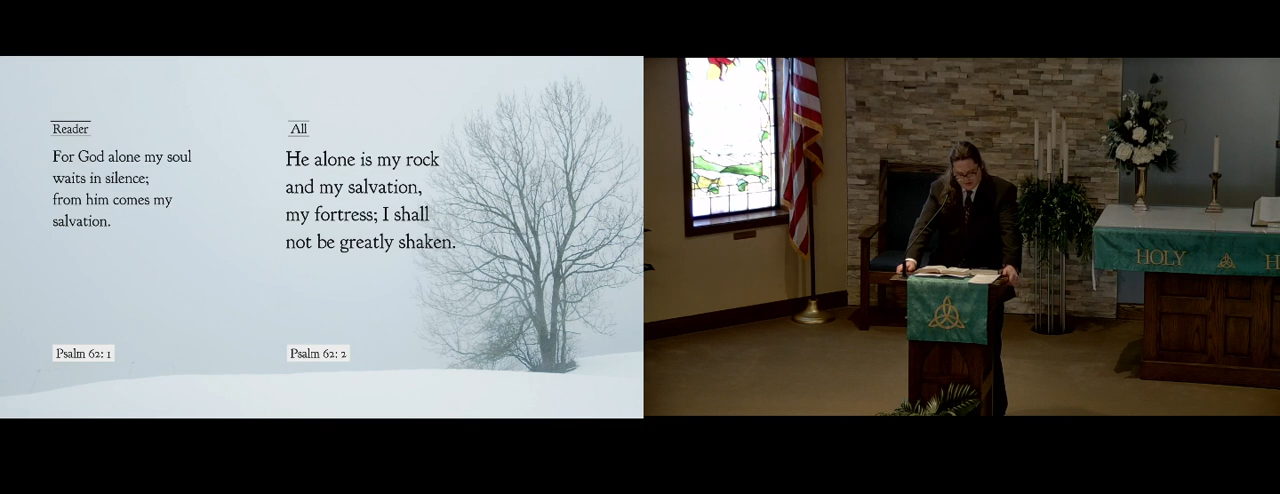 Reader
For God alone my soul
waits in silence;
from him comes my
salvation.
Psalm 62: 1
All
He alone is my rock
and my salvation,
my fortress; I shall
not be greatly shaken.
Psalm 62: 2
HOLY
H